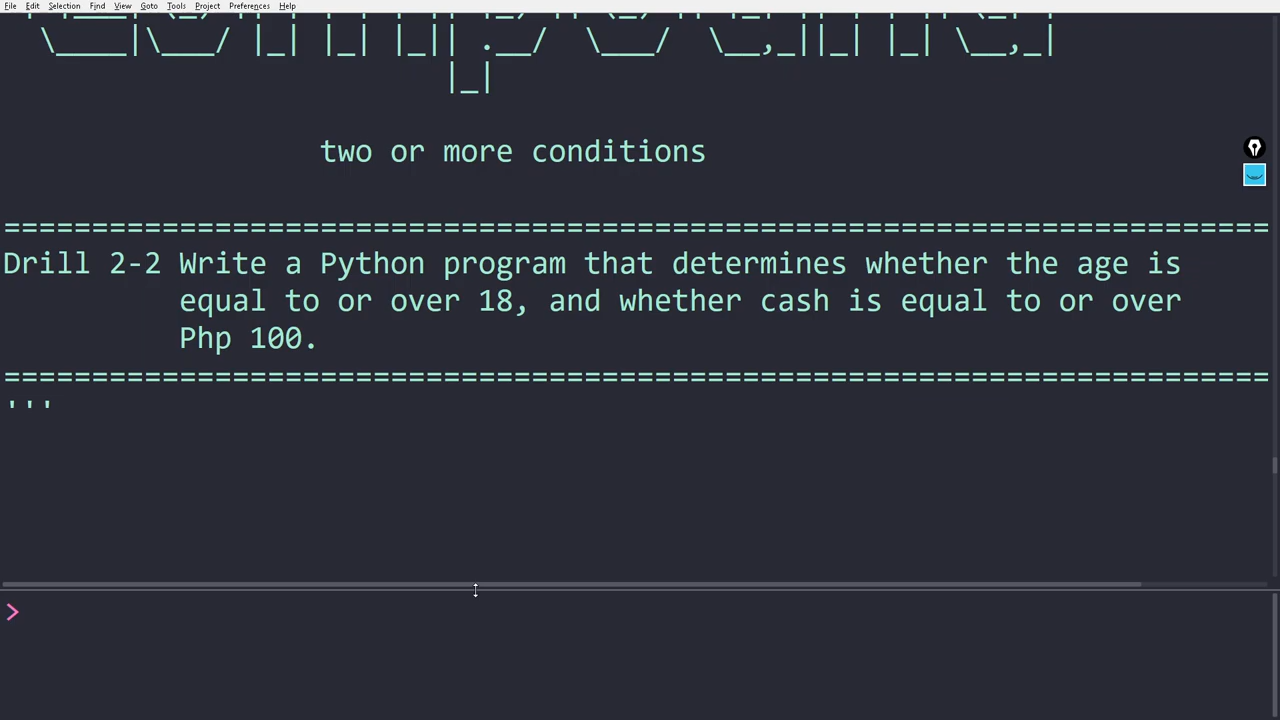 File Edit Selection Find View Goto Tools Project Preferences Help
two or more conditions
========================================================================
Drill 2-2 Write a Python program that determines whether the age is
equal to or over 18, and whether cash is equal to or over
Php 100.
========================================================================
'''
>